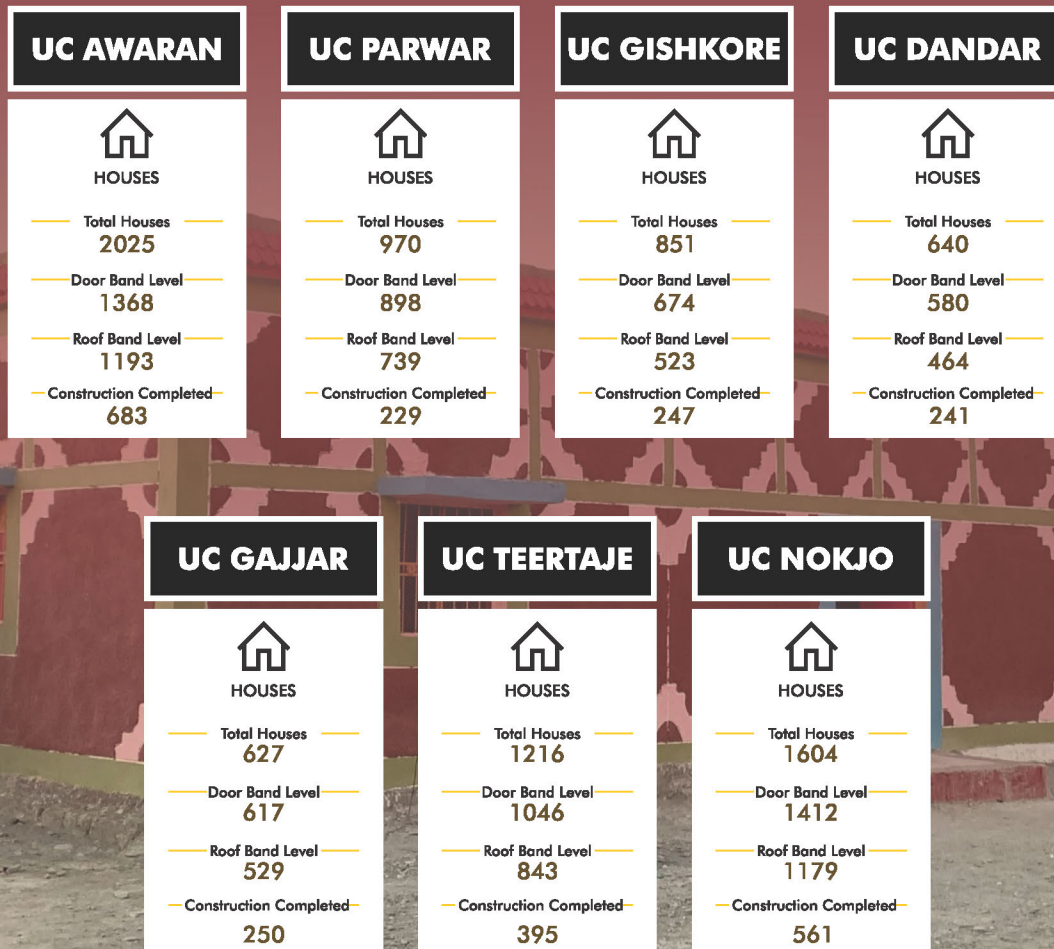 UC AWARAN
HOUSES
Total Houses
2025
Door Band Level
1368
Roof Band Level
1193
Construction Completed
683
UC PARWAR
HOUSES
Total Houses
970
Door Band Level
898
Roof Band Level
739
Construction Completed
229
UC GISHKORE
HOUSES
Total Houses
851
Door Band Level
674
Roof Band Level
523
Construction Completed
247
UC DANDAR
HOUSES
Total Houses
640
Door Band Level
580
Roof Band Level
464
Construction Completed
241
UC GAJJAR
HOUSES
Total Houses
627
Door Band Level
617
Roof Band Level
529
Construction Completed
250
UC TEERTAJE
HOUSES
Total Houses
1216
Door Band Level
1046
Roof Band Level
843
Construction Completed
395
UC NOKJO
HOUSES
Total Houses
1604
Door Band Level
1412
Roof Band Level
1179
Construction Completed
561